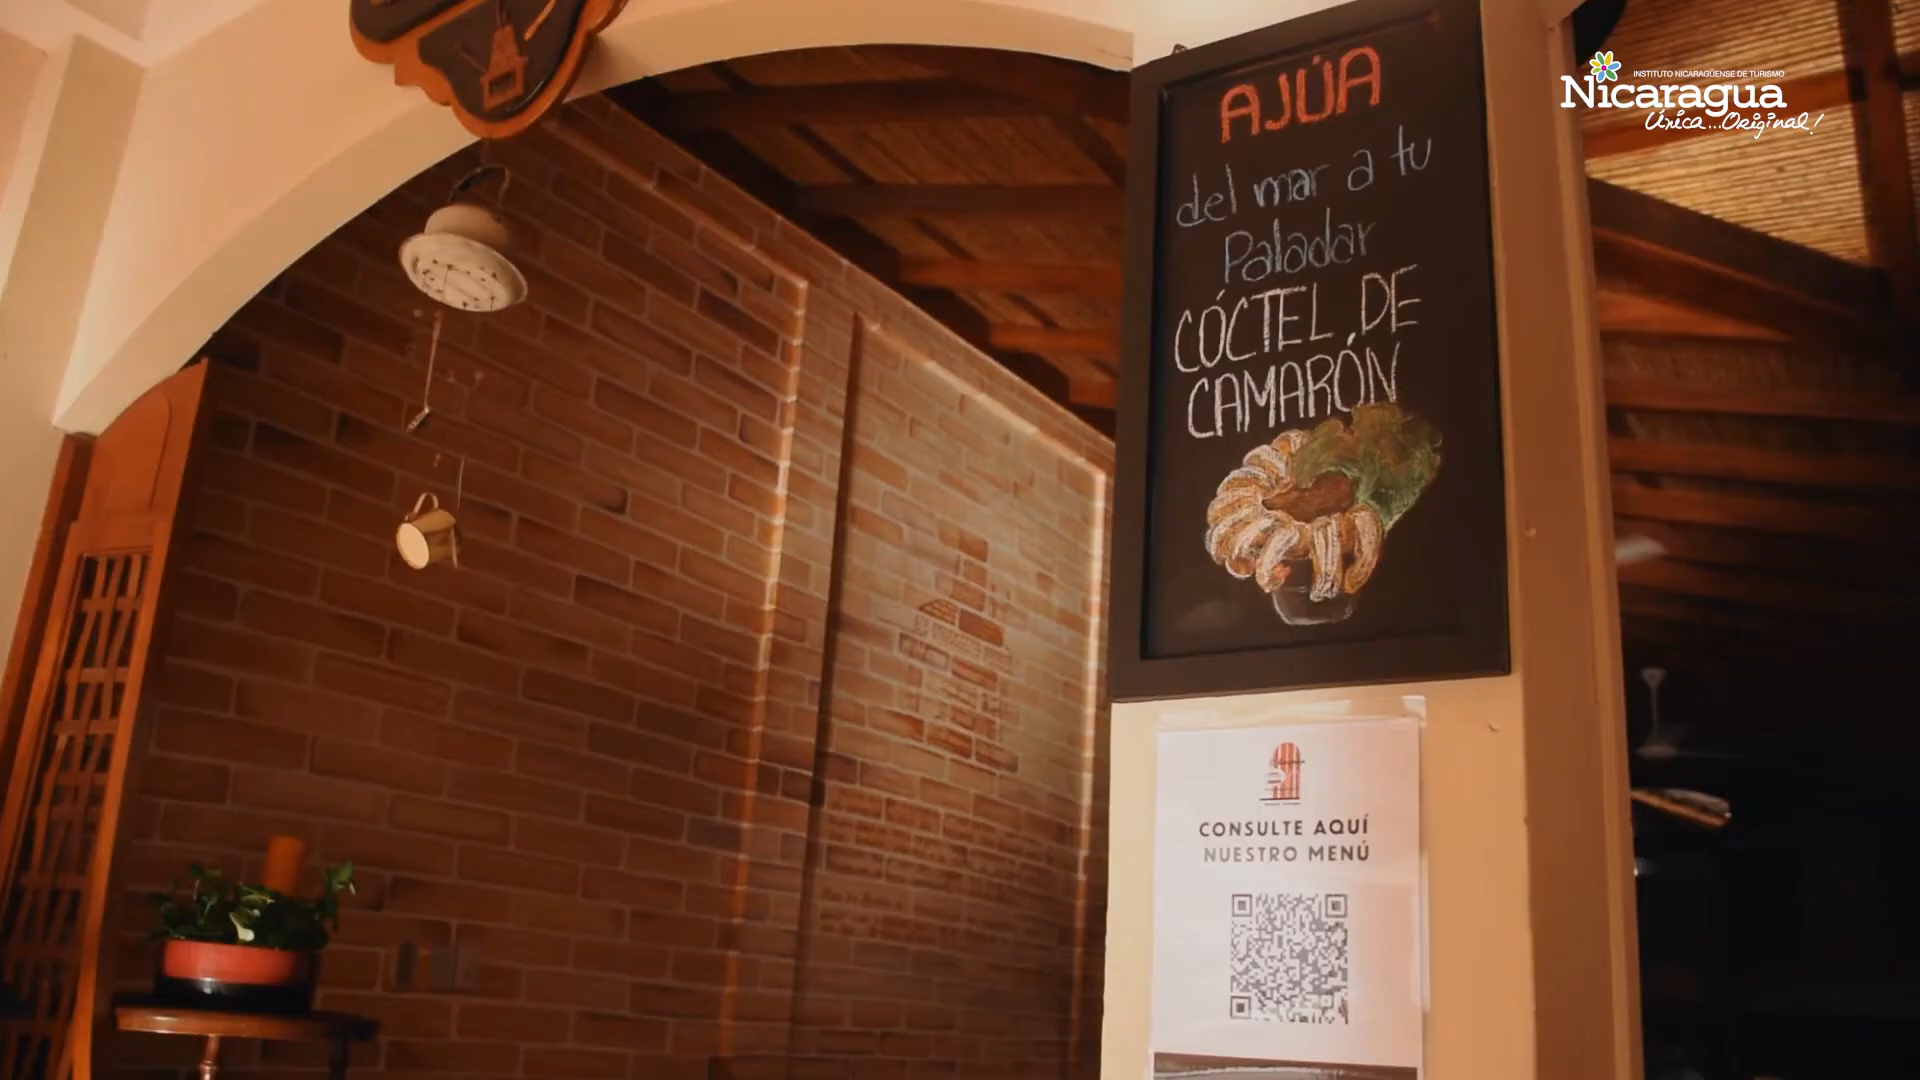 AJÚA
del mar a tu
Paladar
CÓCTEL DE
CAMARÓN
CONSULTE AQUÍ
NUESTRO MENÚ
INSTITUTO NICARAGÜENSE DE TURISMO
Nicaragua
Única...Original!